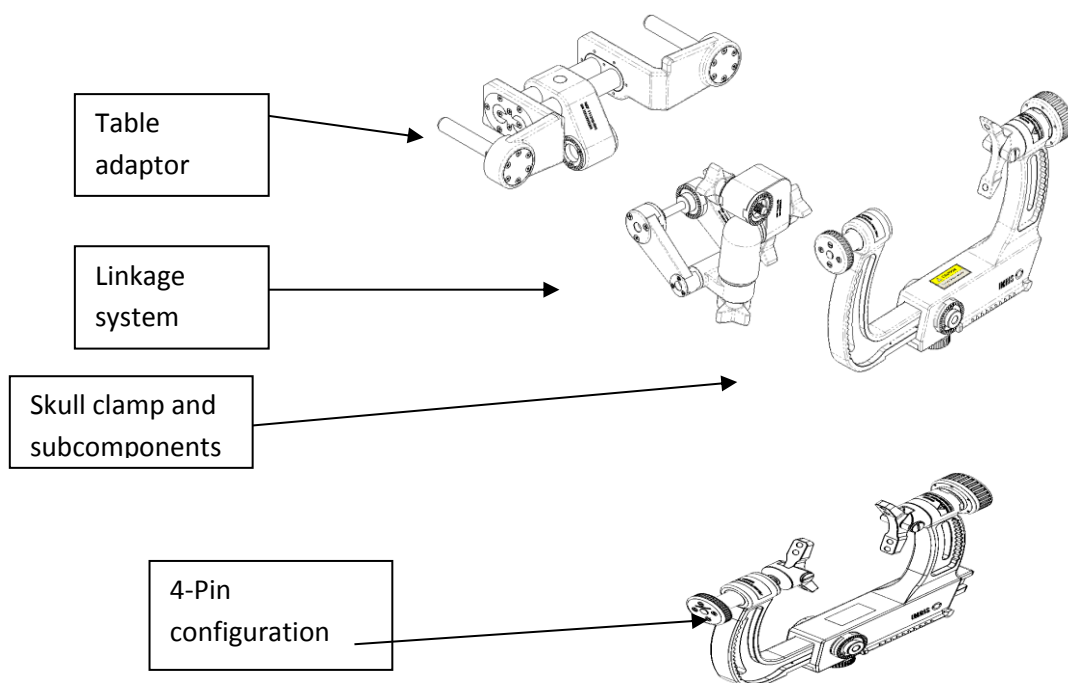 Table
adaptor
Linkage
system
Skull clamp and
subcomponents
4-Pin
configuration